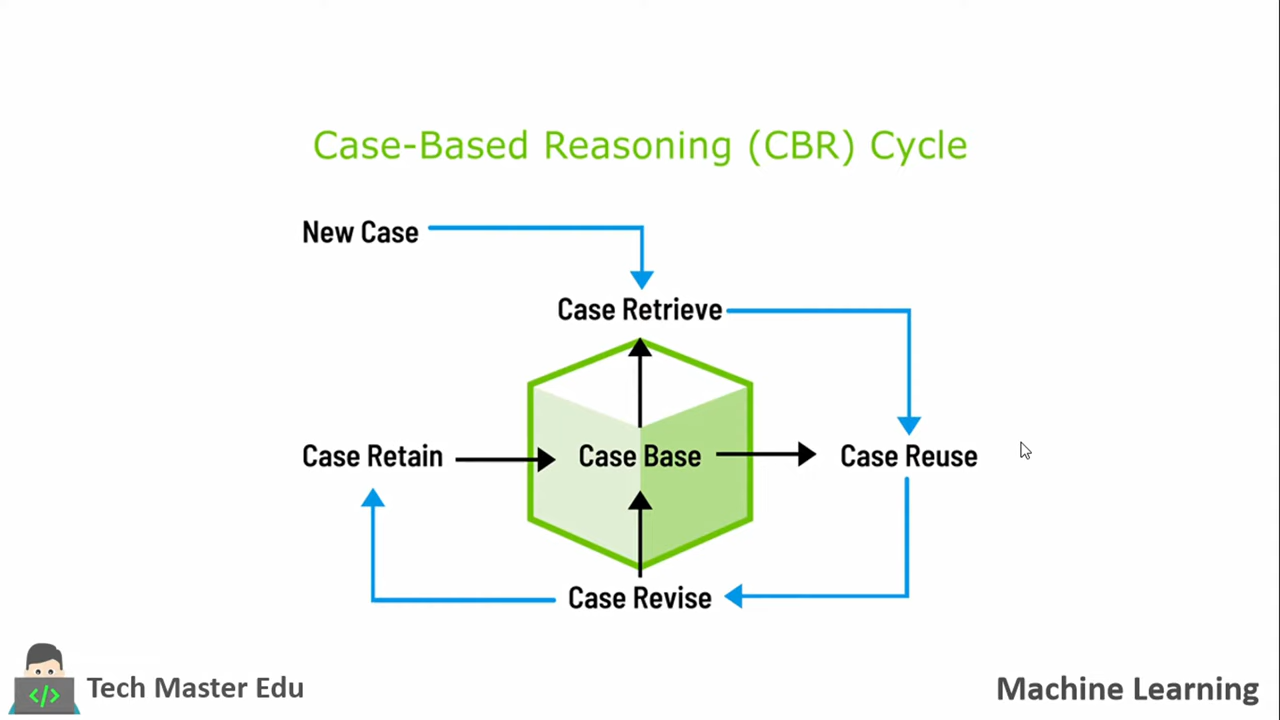 Case-Based Reasoning (CBR) Cycle
New Case
Case Retrieve
Case Retain
Case Base
Case Reuse
Case Revise
</> Tech Master Edu
Machine Learning